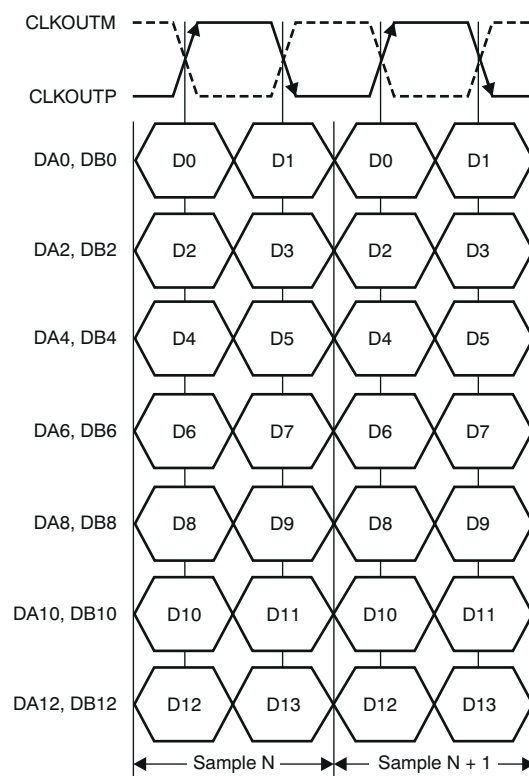 CLKOUTM
CLKOUTP
DA0, DB0 D0 D1 D0 D1
DA2, DB2 D2 D3 D2 D3
DA4, DB4 D4 D5 D4 D5
DA6, DB6 D6 D7 D6 D7
DA8, DB8 D8 D9 D8 D9
DA10, DB10 D10 D11 D10 D11
DA12, DB12 D12 D13 D12 D13
Sample N Sample N + 1